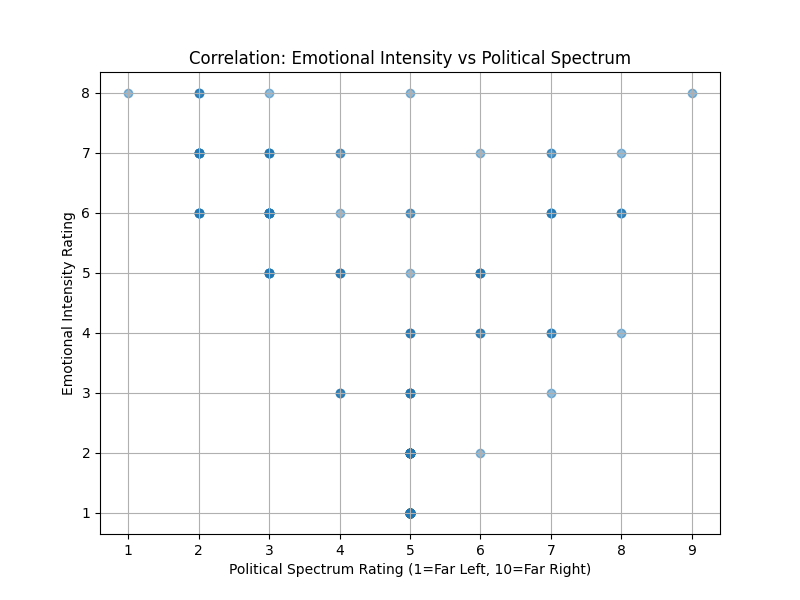 Correlation: Emotional Intensity vs Political Spectrum
Emotional Intensity Rating
8
7
6
5
4
3
2
1
1 2 3 4 5 6 7 8 9
Political Spectrum Rating (1=Far Left, 10=Far Right)